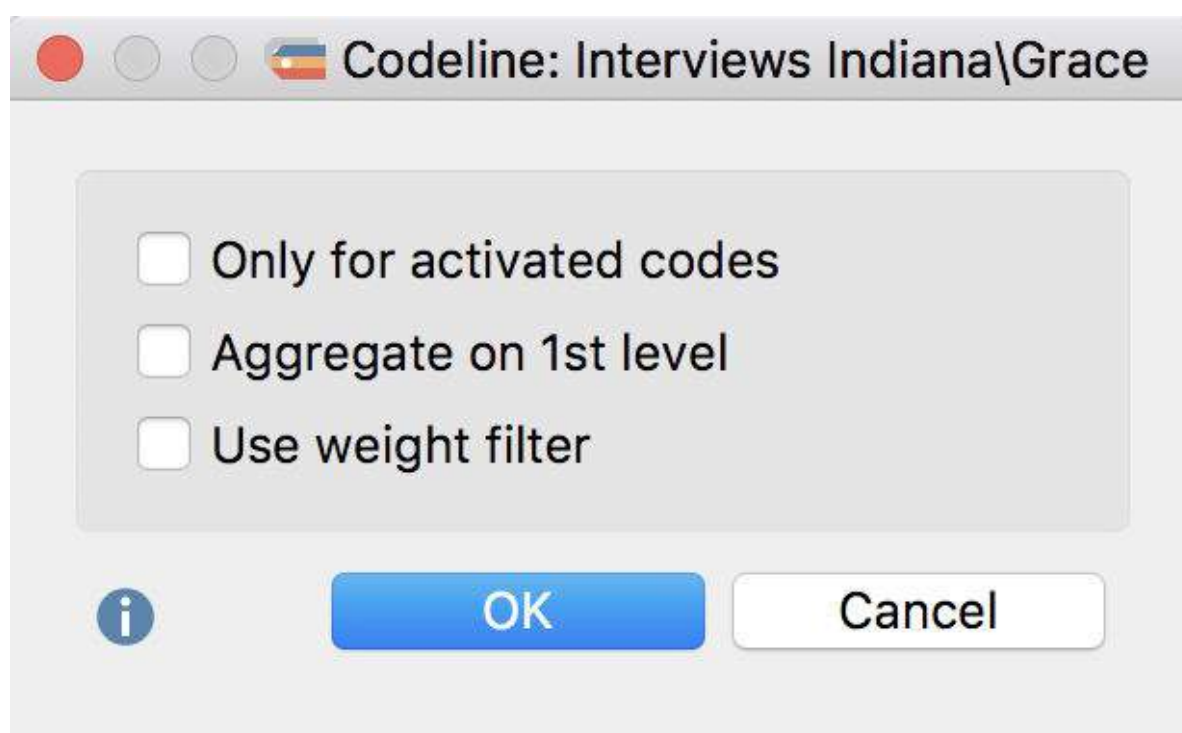 Codeline: Interviews Indiana\Grace
Only for activated codes
Aggregate on 1st level
Use weight filter
OK Cancel